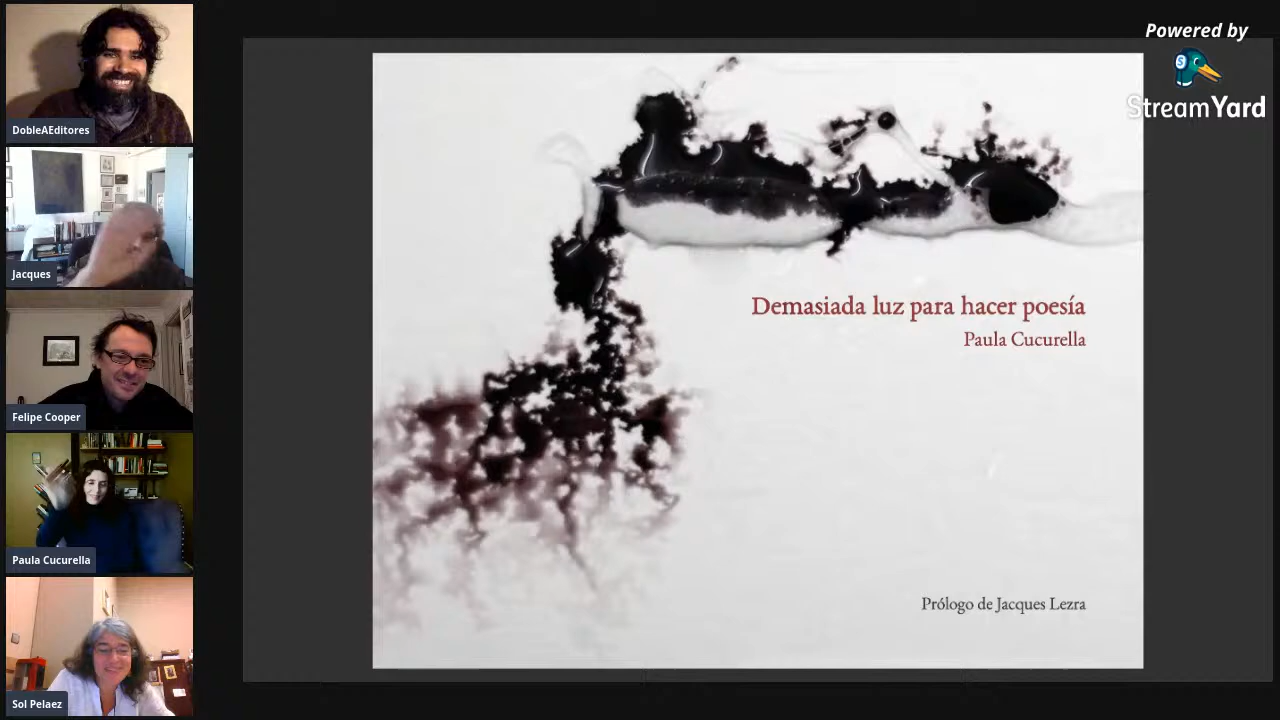 DobleAEditores
Jacques
Felipe Cooper
Paula Cucurella
Sol Pelaez
Powered by
StreamYard
Demasiada luz para hacer poesía
Paula Cucurella
Prólogo de Jacques Lezra